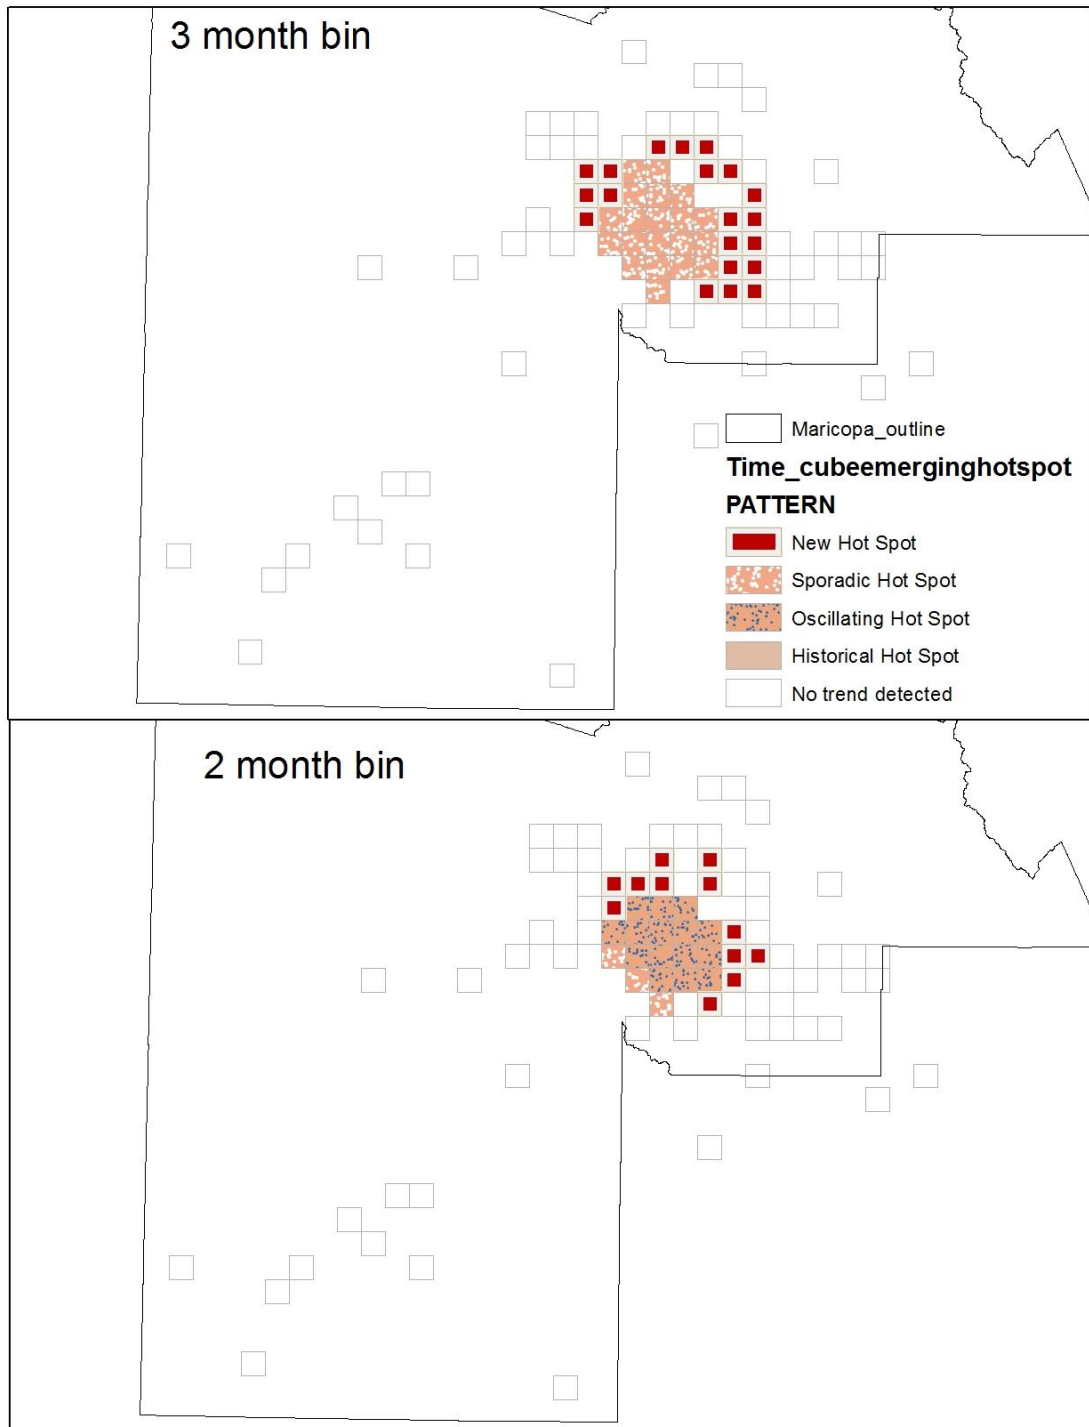 3 month bin
Maricopa_outline
Time_cubeemerginghotspot
PATTERN
New Hot Spot
Sporadic Hot Spot
Oscillating Hot Spot
Historical Hot Spot
No trend detected
2 month bin